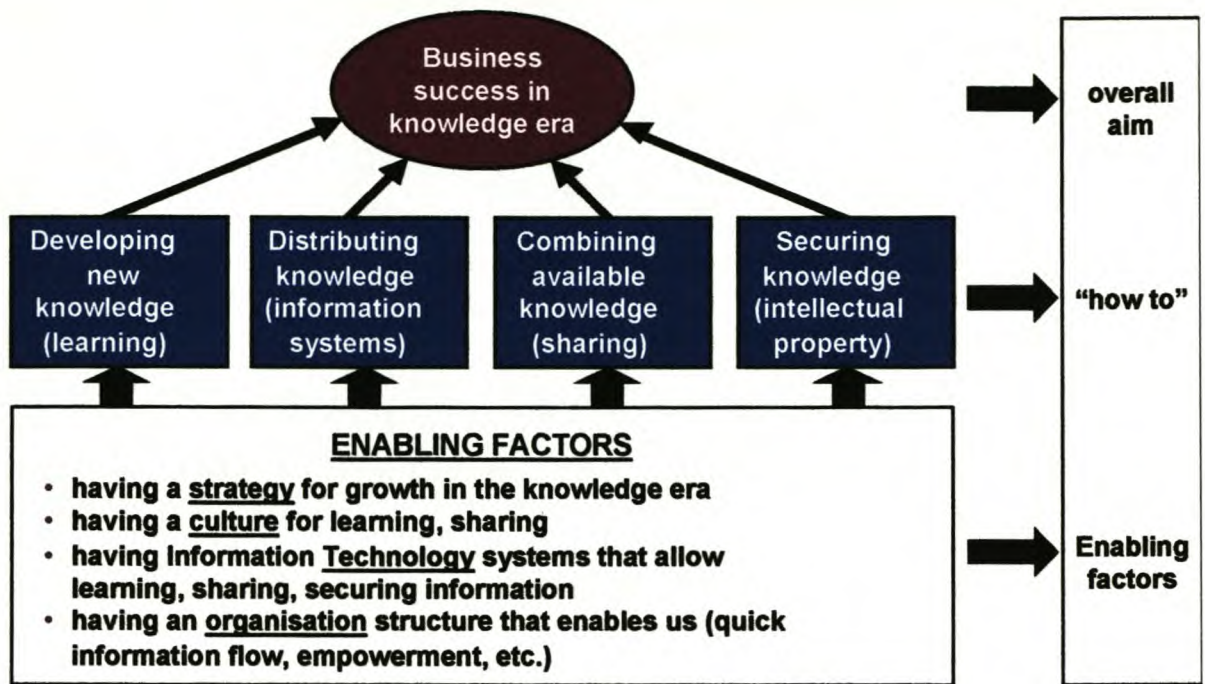 Business
success in
knowledge era
overall
aim
Developing
new
knowledge
(learning)
Distributing
knowledge
(information
systems)
Combining
available
knowledge
(sharing)
Securing
knowledge
(intellectual
property)
"how to"
ENABLING FACTORS
• having a strategy for growth in the knowledge era
• having a culture for learning, sharing
• having Information Technology systems that allow
learning, sharing, securing information
• having an organisation structure that enables us (quick
information flow, empowerment, etc.)
Enabling
factors